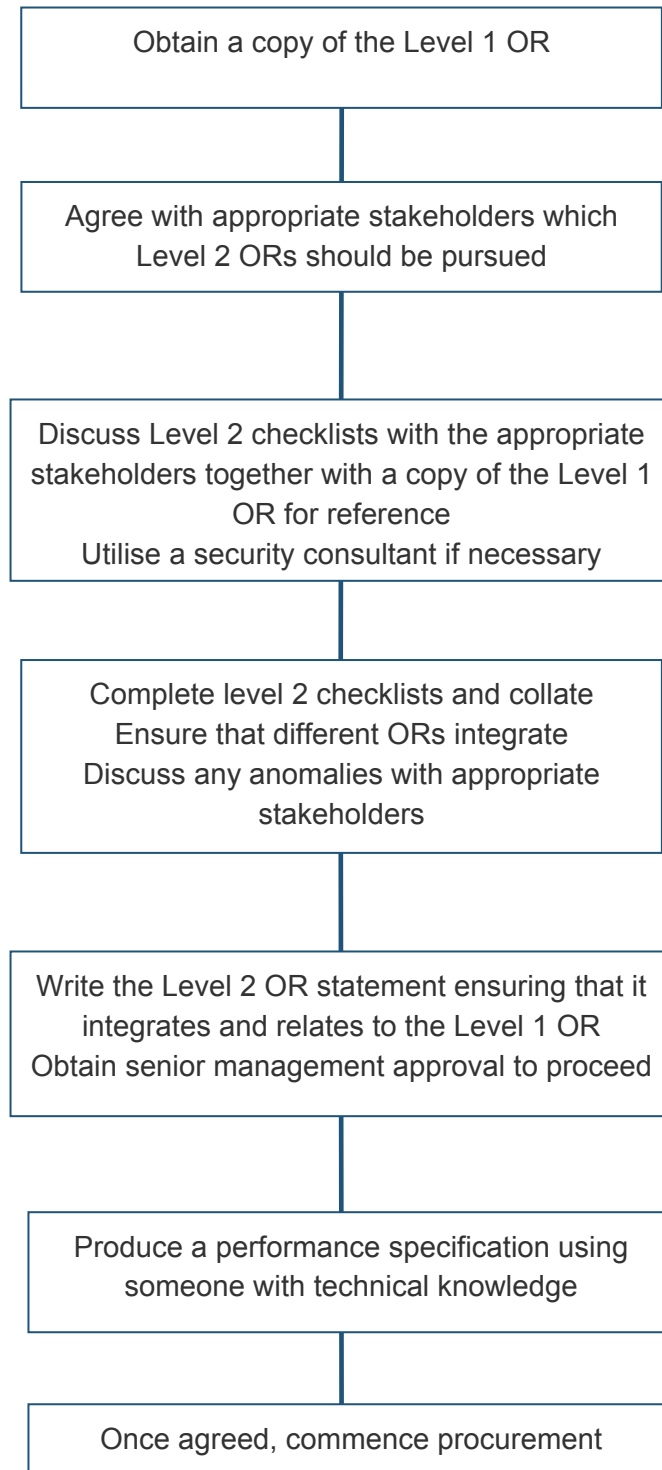 Obtain a copy of the Level 1 OR
Agree with appropriate stakeholders which
Level 2 ORs should be pursued
Discuss Level 2 checklists with the appropriate
stakeholders together with a copy of the Level 1
OR for reference
Utilise a security consultant if necessary
Complete level 2 checklists and collate
Ensure that different ORs integrate
Discuss any anomalies with appropriate
stakeholders
Write the Level 2 OR statement ensuring that it
integrates and relates to the Level 1 OR
Obtain senior management approval to proceed
Produce a performance specification using
someone with technical knowledge
Once agreed, commence procurement